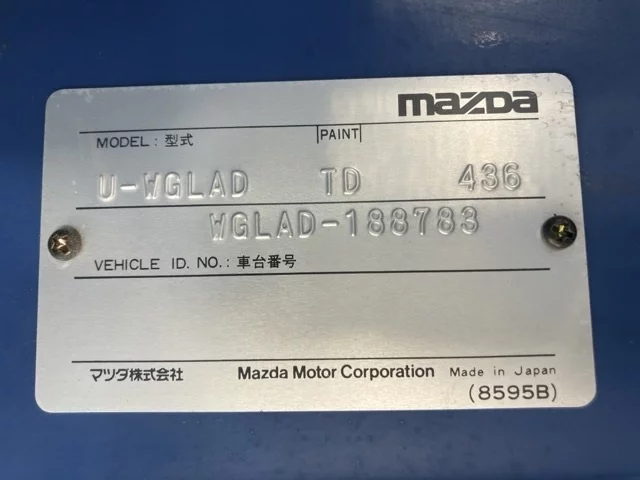 mazda
MODEL : 型式 PAINT
U-WGLAD TD 436
WGLAD-188783
VEHICLE ID. NO. : 車台番号
マツダ株式会社 Mazda Motor Corporation Made in Japan
(8595B)